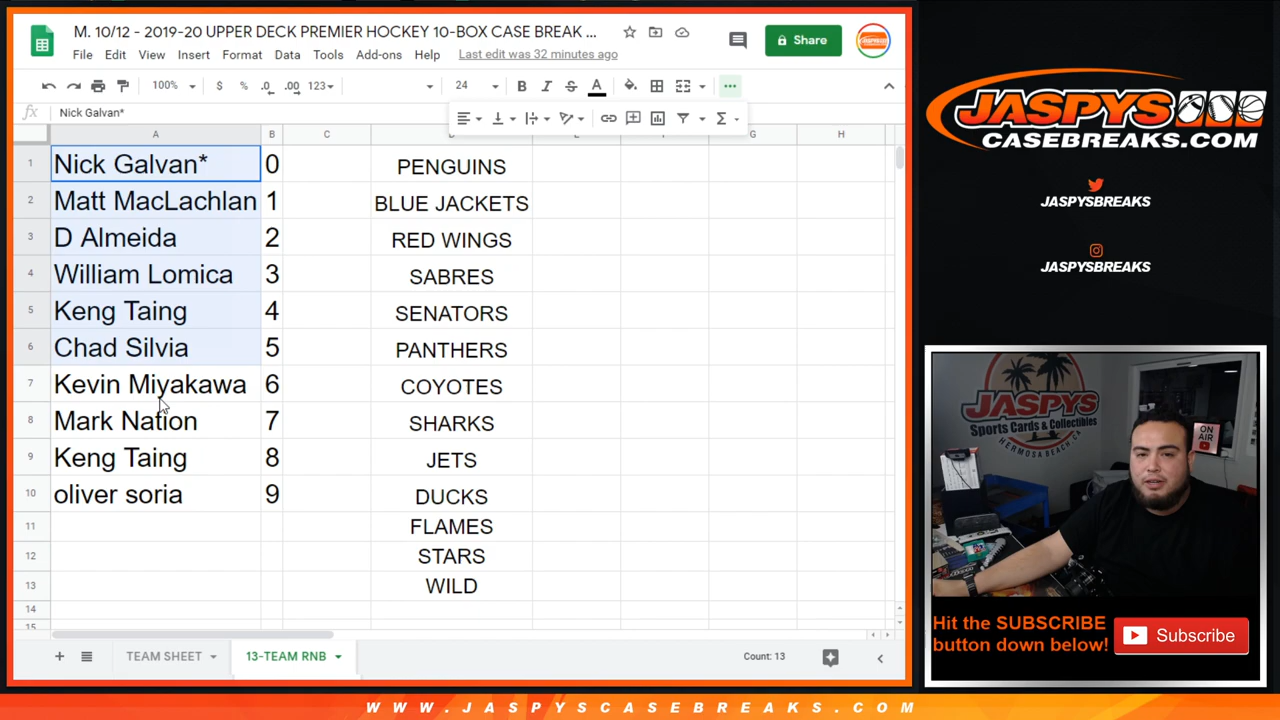 M. 10/12 - 2019-20 UPPER DECK PREMIER HOCKEY 10-BOX CASE BREAK ...
File Edit View Insert Format Data Tools Add-ons Help Last edit was 32 minutes ago
Share
100% $ % .0 .00 123 24 B I S A
fx Nick Galvan*
A B C D E F G H
1 Nick Galvan* 0 PENGUINS
2 Matt MacLachlan 1 BLUE JACKETS
3 D Almeida 2 RED WINGS
4 William Lomica 3 SABRES
5 Keng Taing 4 SENATORS
6 Chad Silvia 5 PANTHERS
7 Kevin Miyakawa 6 COYOTES
8 Mark Nation 7 SHARKS
9 Keng Taing 8 JETS
10 oliver soria 9 DUCKS
11 FLAMES
12 STARS
13 WILD
14
15
TEAM SHEET 13-TEAM RNB Count: 13
JASPYS
CASEBREAKS.COM
JASPYSBREAKS
JASPYSBREAKS
JASPYS
Sports Cards & Collectibles
HERMOSA BEACH, CA
ON AIR
Hit the SUBSCRIBE
button down below!
Subscribe
WWW.JASPYSCASEBREAKS.COM